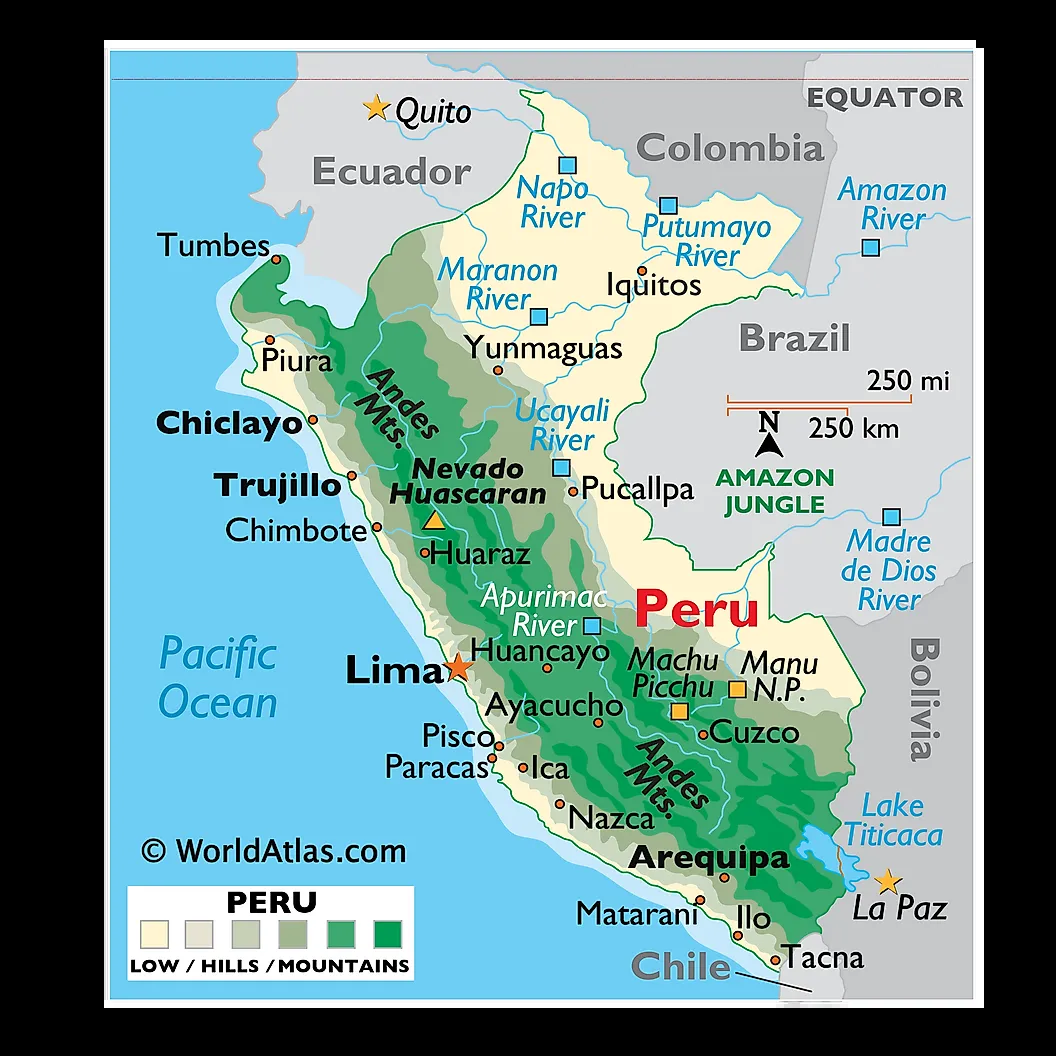 EQUATOR
Quito
Colombia
Ecuador
Napo
River
Amazon
River
Putumayo
River
Tumbes
Maranon
River
Iquitos
Brazil
Piura
Yunmaguas
250 mi
Andes
Mts.
N
250 km
Chiclayo
Ucayali
River
AMAZON
JUNGLE
Nevado
Huascaran
Trujillo
Pucallpa
Chimbote
Huaraz
Madre
de Dios
River
Apurimac
River
Peru
Pacific
Ocean
Huancayo
Lima
Machu
Picchu
Manu
N.P.
Bolivia
Ayacucho
Cuzco
Pisco
Paracas
Ica
Andes
Mts.
Nazca
Lake
Titicaca
© WorldAtlas.com
Arequipa
La Paz
Matarani
Ilo
PERU
LOW / HILLS / MOUNTAINS
Tacna
Chile